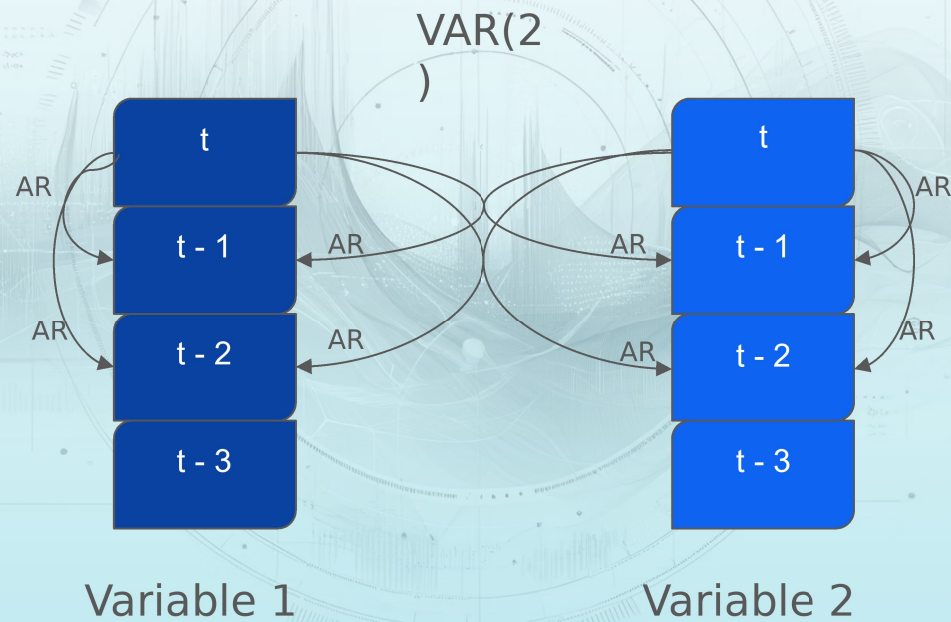 VAR(2
)
t
t
AR
AR
t - 1
AR
AR
t - 1
AR
t - 2
AR
AR
t - 2
AR
t - 3
t - 3
Variable 1
Variable 2